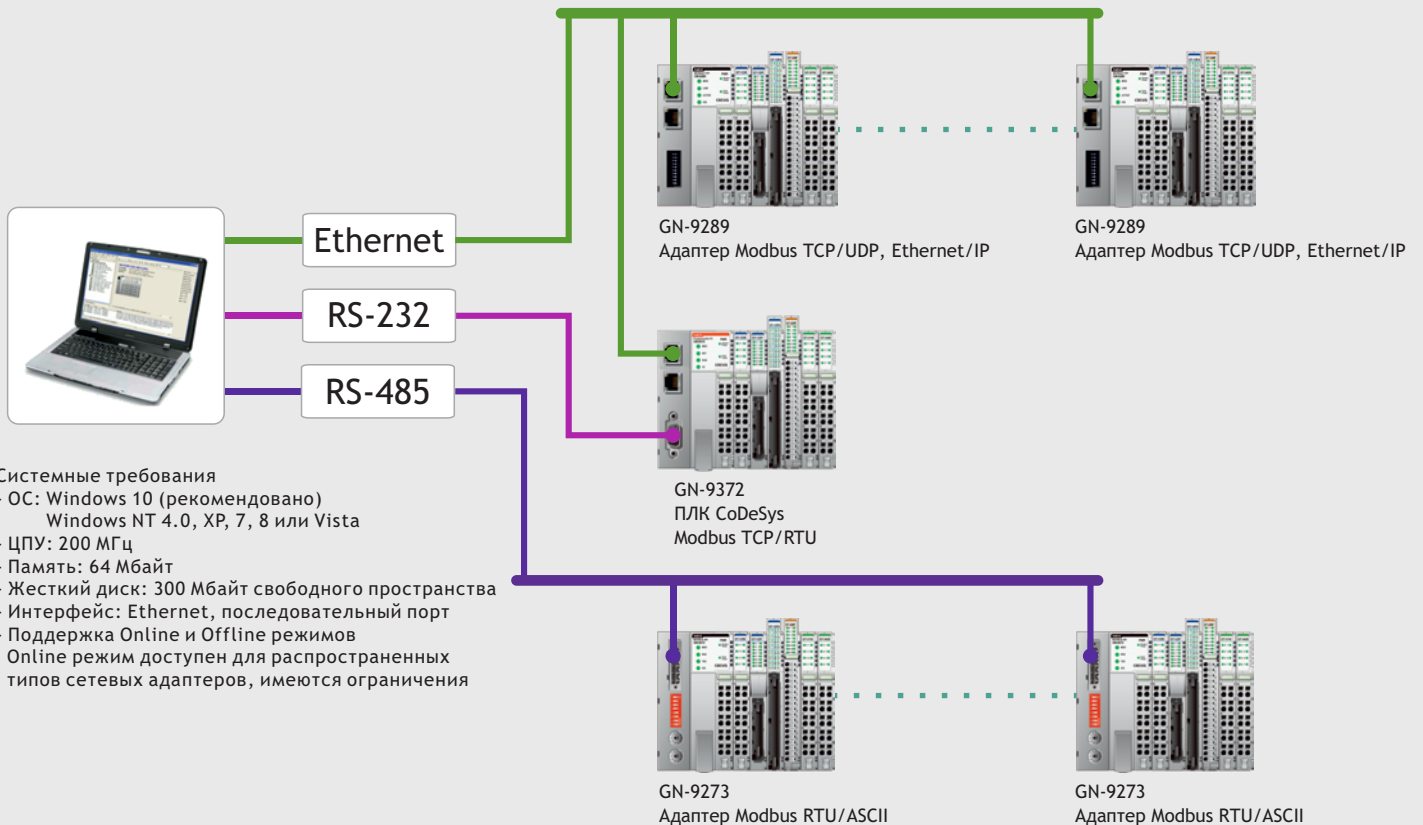 GN-9289
Адаптер Modbus TCP/UDP, Ethernet/IP
GN-9289
Адаптер Modbus TCP/UDP, Ethernet/IP
Ethernet
RS-232
RS-485
GN-9372
ПЛК CoDeSys
Modbus TCP/RTU
Системные требования
- ОС: Windows 10 (рекомендовано)
Windows NT 4.0, XP, 7, 8 или Vista
- ЦПУ: 200 МГц
- Память: 64 Мбайт
- Жесткий диск: 300 Мбайт свободного пространства
- Интерфейс: Ethernet, последовательный порт
- Поддержка Online и Offline режимов
Online режим доступен для распространенных
типов сетевых адаптеров, имеются ограничения
GN-9273
Адаптер Modbus RTU/ASCII
GN-9273
Адаптер Modbus RTU/ASCII